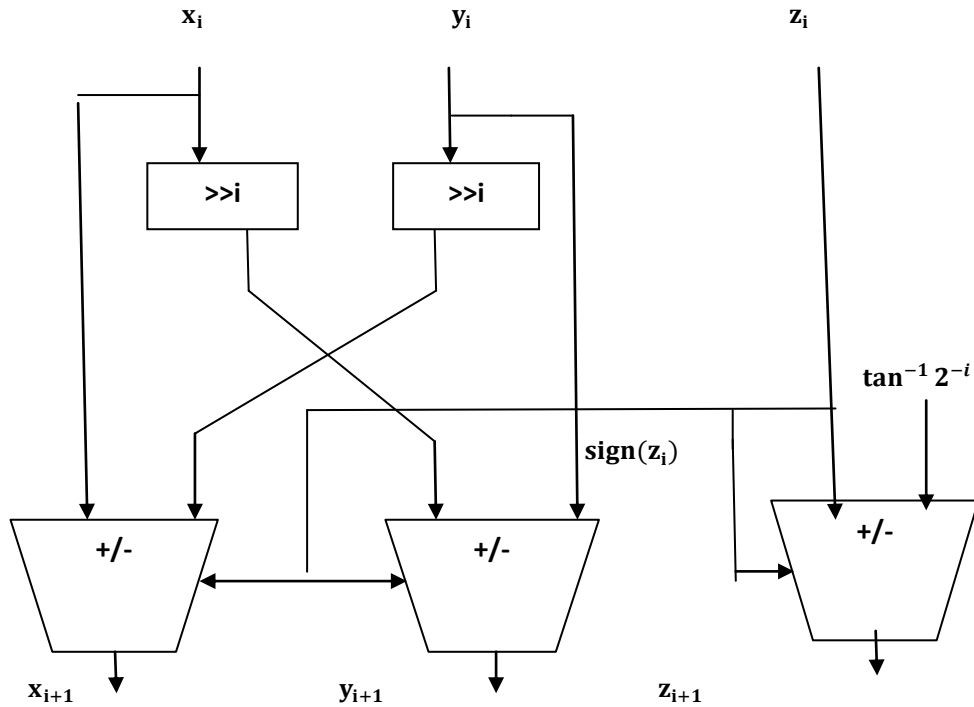 xᵢ yᵢ zᵢ
>>i >>i
tan⁻¹ 2⁻ⁱ
sign(zᵢ)
+/- +/- +/-
xᵢ₊₁ yᵢ₊₁ zᵢ₊₁